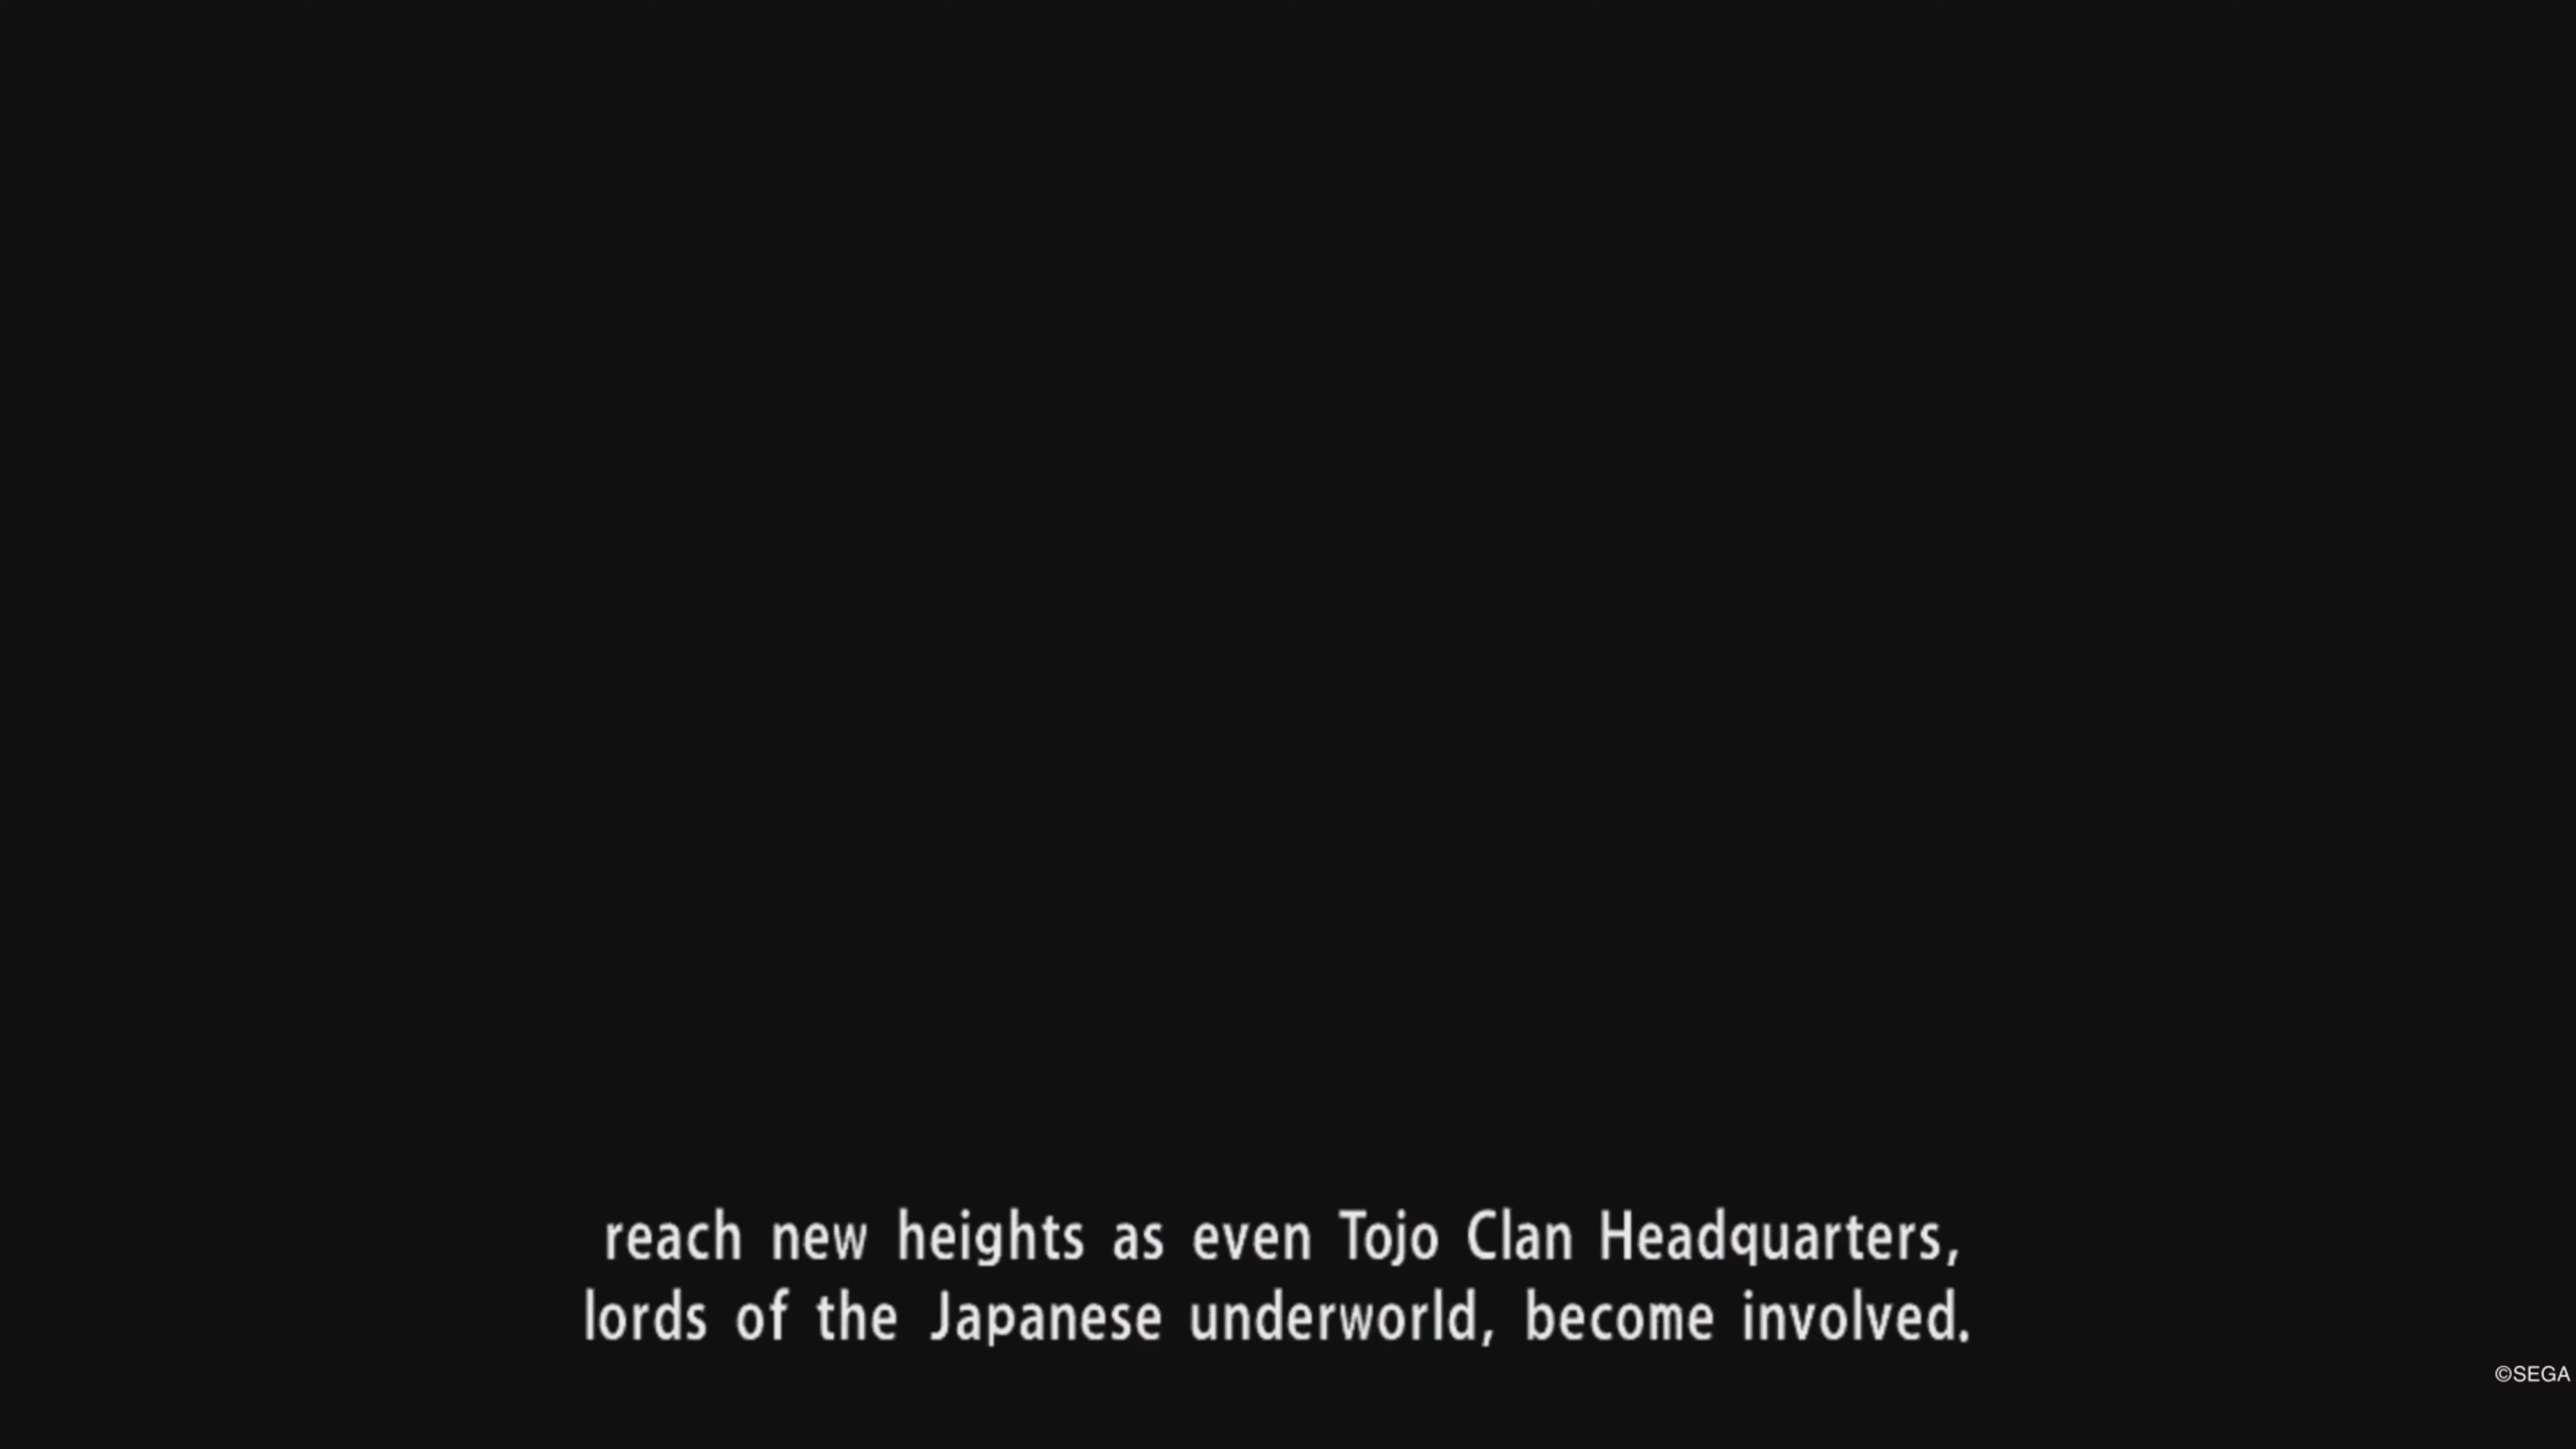 reach new heights as even Tojo Clan Headquarters,
lords of the Japanese underworld, become involved.
©SEGA